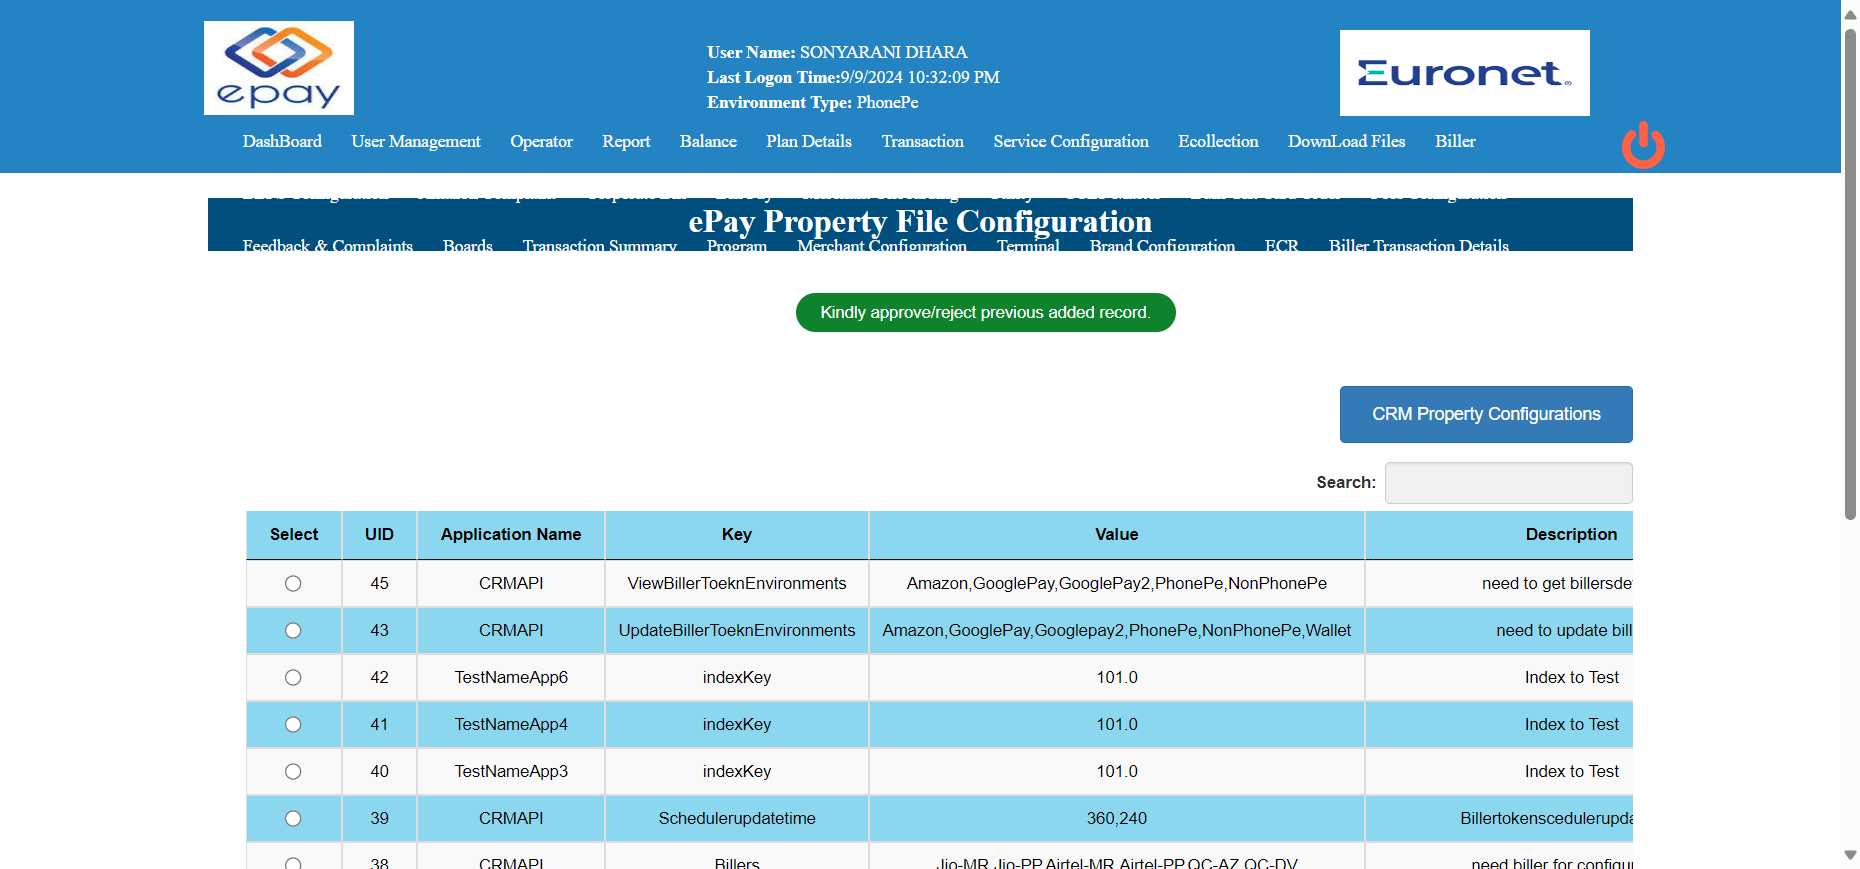 epay
User Name: SONYARANI DHARA
Last Logon Time:9/9/2024 10:32:09 PM
Environment Type: PhonePe
Euronet
DashBoard User Management Operator Report Balance Plan Details Transaction Service Configuration Ecollection DownLoad Files Biller
ePay Property File Configuration
Feedback & Complaints Boards Transaction Summary Program Merchant Configuration Terminal Brand Configuration ECR Biller Transaction Details
Kindly approve/reject previous added record.
CRM Property Configurations
Search:
Select UID Application Name Key Value Description
45 CRMAPI ViewBillerToeknEnvironments Amazon,GooglePay,GooglePay2,PhonePe,NonPhonePe need to get billersde
43 CRMAPI UpdateBillerToeknEnvironments Amazon,GooglePay,Googlepay2,PhonePe,NonPhonePe,Wallet need to update bill
42 TestNameApp6 indexKey 101.0 Index to Test
41 TestNameApp4 indexKey 101.0 Index to Test
40 TestNameApp3 indexKey 101.0 Index to Test
39 CRMAPI Schedulerupdatetime 360,240 Billertokenscedulerupda
38 CRMAPI Billers Jio-MR,Jio-PP,Airtel-MR,Airtel-PP,QC-AZ,QC-DV need biller for configur